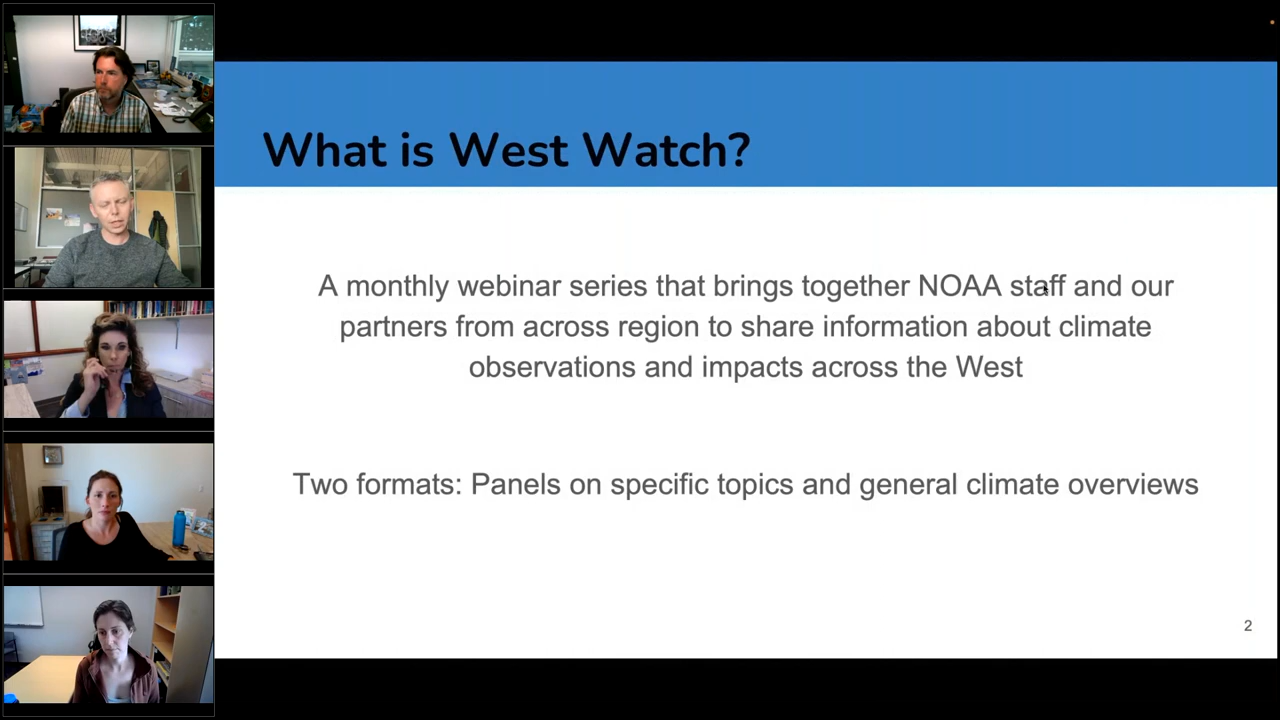 What is West Watch?
A monthly webinar series that brings together NOAA staff and our
partners from across region to share information about climate
observations and impacts across the West
Two formats: Panels on specific topics and general climate overviews
2